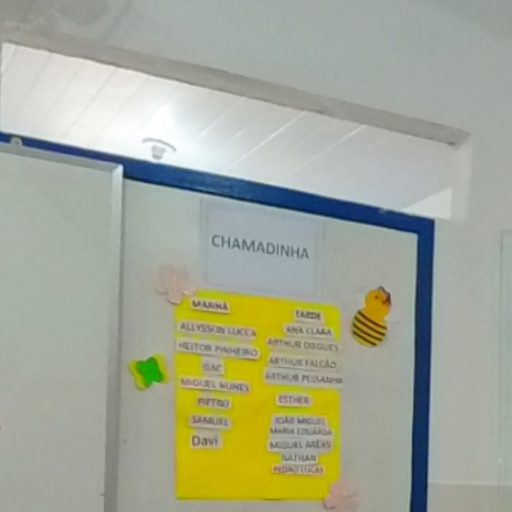 CHAMADINHA
MANHÃ
ALLYSSON LUCCA
HEITOR PINHEIRO
ISAC
MIGUEL NUNES
PIETRO
SAMUEL
Davi
TARDE
ANA CLARA
ARTHUR DIEGUES
ARTHUR FALCÃO
ARTHUR PESSANHA
ESTHER
JOÃO MIGUEL
MARIA EDUARDA
MIGUEL ARÊAS
NATHAN
PEDRO LUCAS